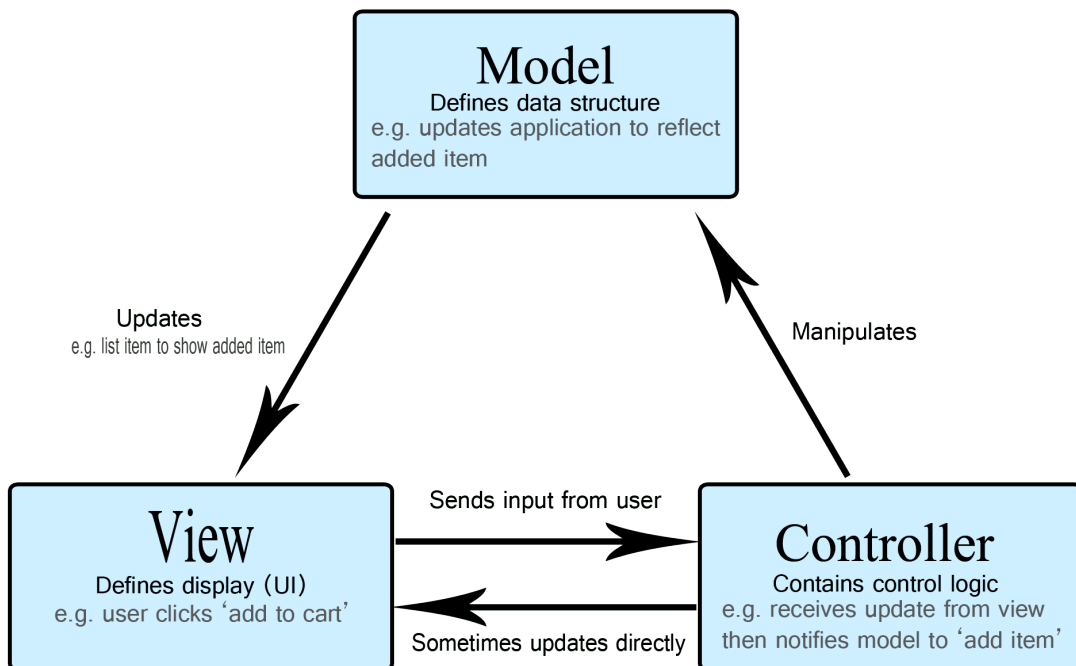 Model
Defines data structure
e.g. updates application to reflect
added item
Updates
e.g. list item to show added item
Manipulates
Sends input from user
View
Defines display (UI)
e.g. user clicks ‘add to cart’
Controller
Contains control logic
e.g. receives update from view
then notifies model to ‘add item’
Sometimes updates directly